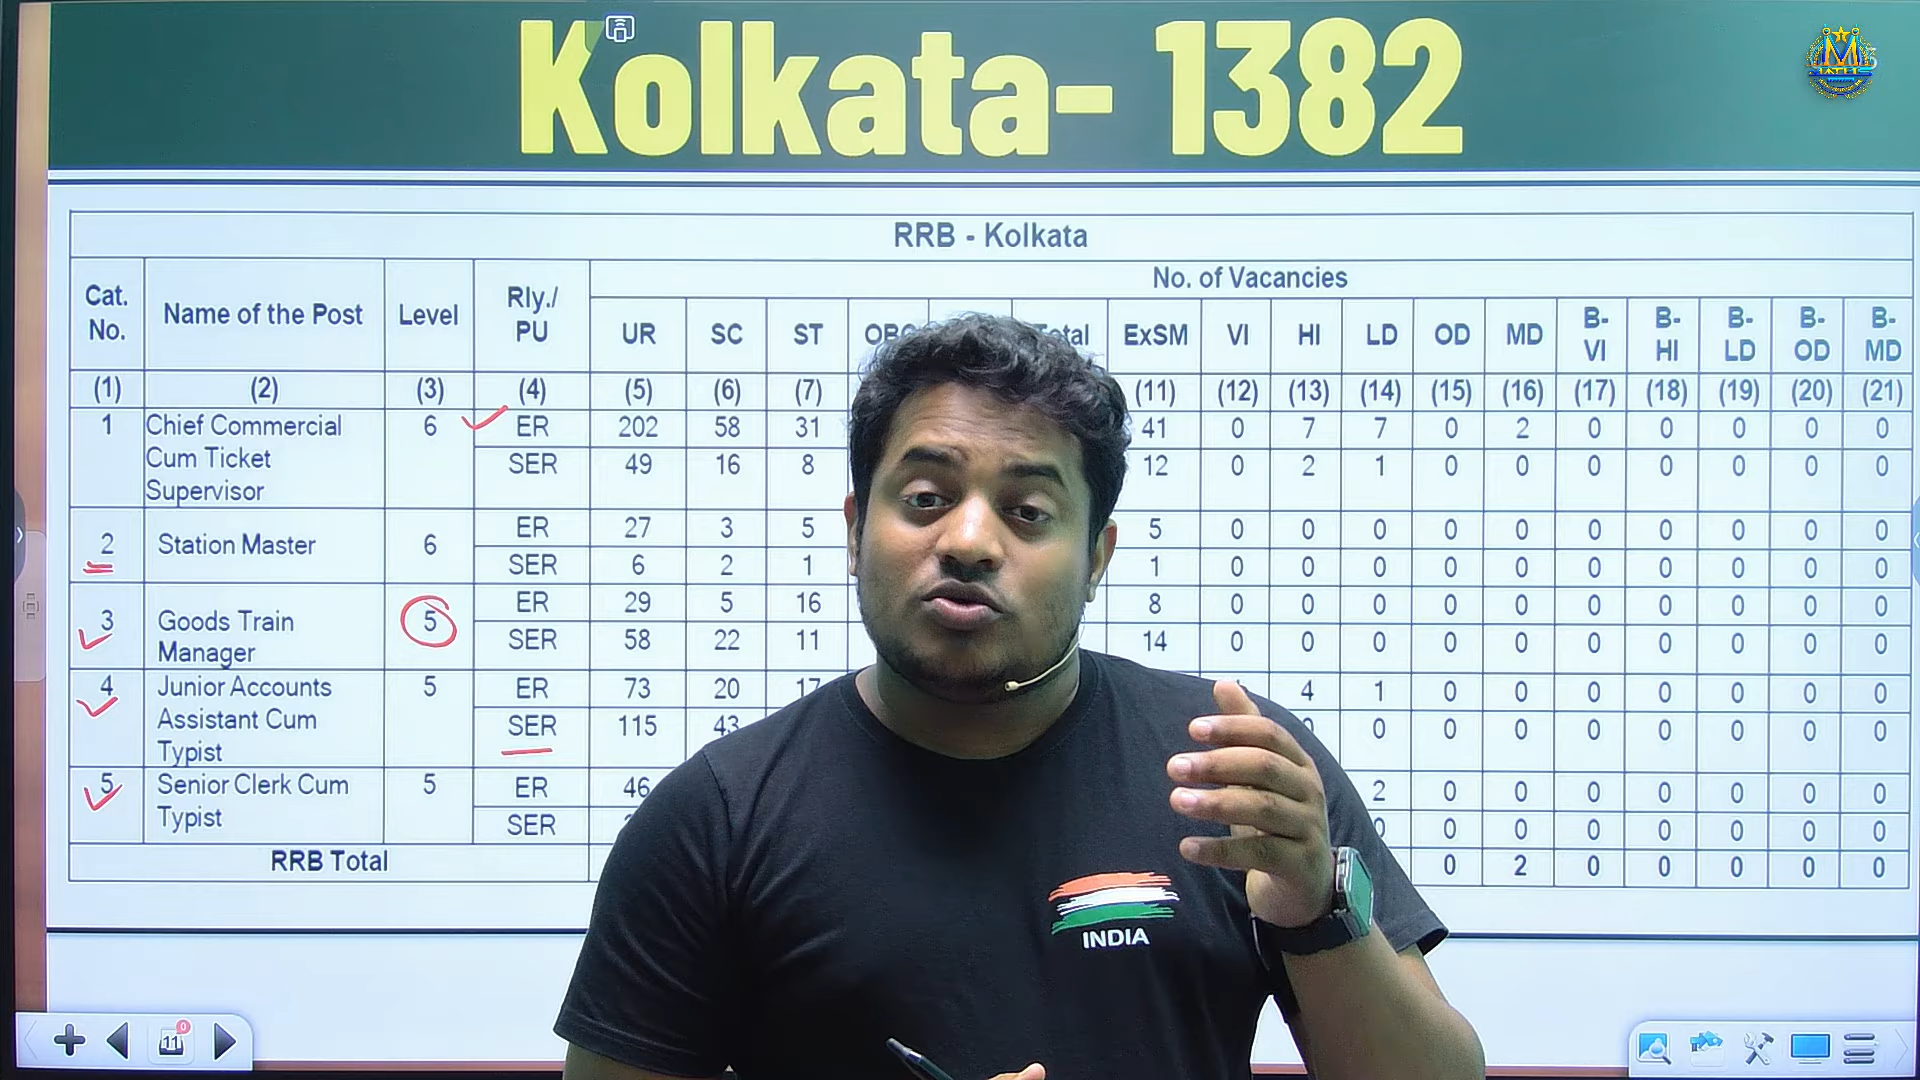 Kolkata- 1382
RRB - Kolkata
Cat. No. Name of the Post Level Rly./ PU No. of Vacancies
UR SC ST ExSM VI HI LD OD MD B-VI B-HI B-LD B-OD B-MD
(1) (2) (3) (4) (5) (6) (7) (11) (12) (13) (14) (15) (16) (17) (18) (19) (20) (21)
1 Chief Commercial 6 ER 202 58 31 41 0 7 7 0 2 0 0 0 0 0
Cum Ticket SER 49 16 8 12 0 2 1 0 0 0 0 0 0 0
Supervisor
2 Station Master 6 ER 27 3 5 5 0 0 0 0 0 0 0 0 0 0
SER 6 2 1 1 0 0 0 0 0 0 0 0 0 0
3 Goods Train 5 ER 29 5 16 8 0 0 0 0 0 0 0 0 0 0
Manager SER 58 22 11 14 0 0 0 0 0 0 0 0 0 0
4 Junior Accounts 5 ER 73 20 17 4 1 0 0 0 0 0 0 0
Assistant Cum SER 115 43 0 0 0 0 0 0 0 0
Typist
5 Senior Clerk Cum 5 ER 46 2 0 0 0 0 0 0 0
Typist SER 0 0 0 0 0 0 0 0
RRB Total 0 2 0 0 0 0 0
INDIA
11